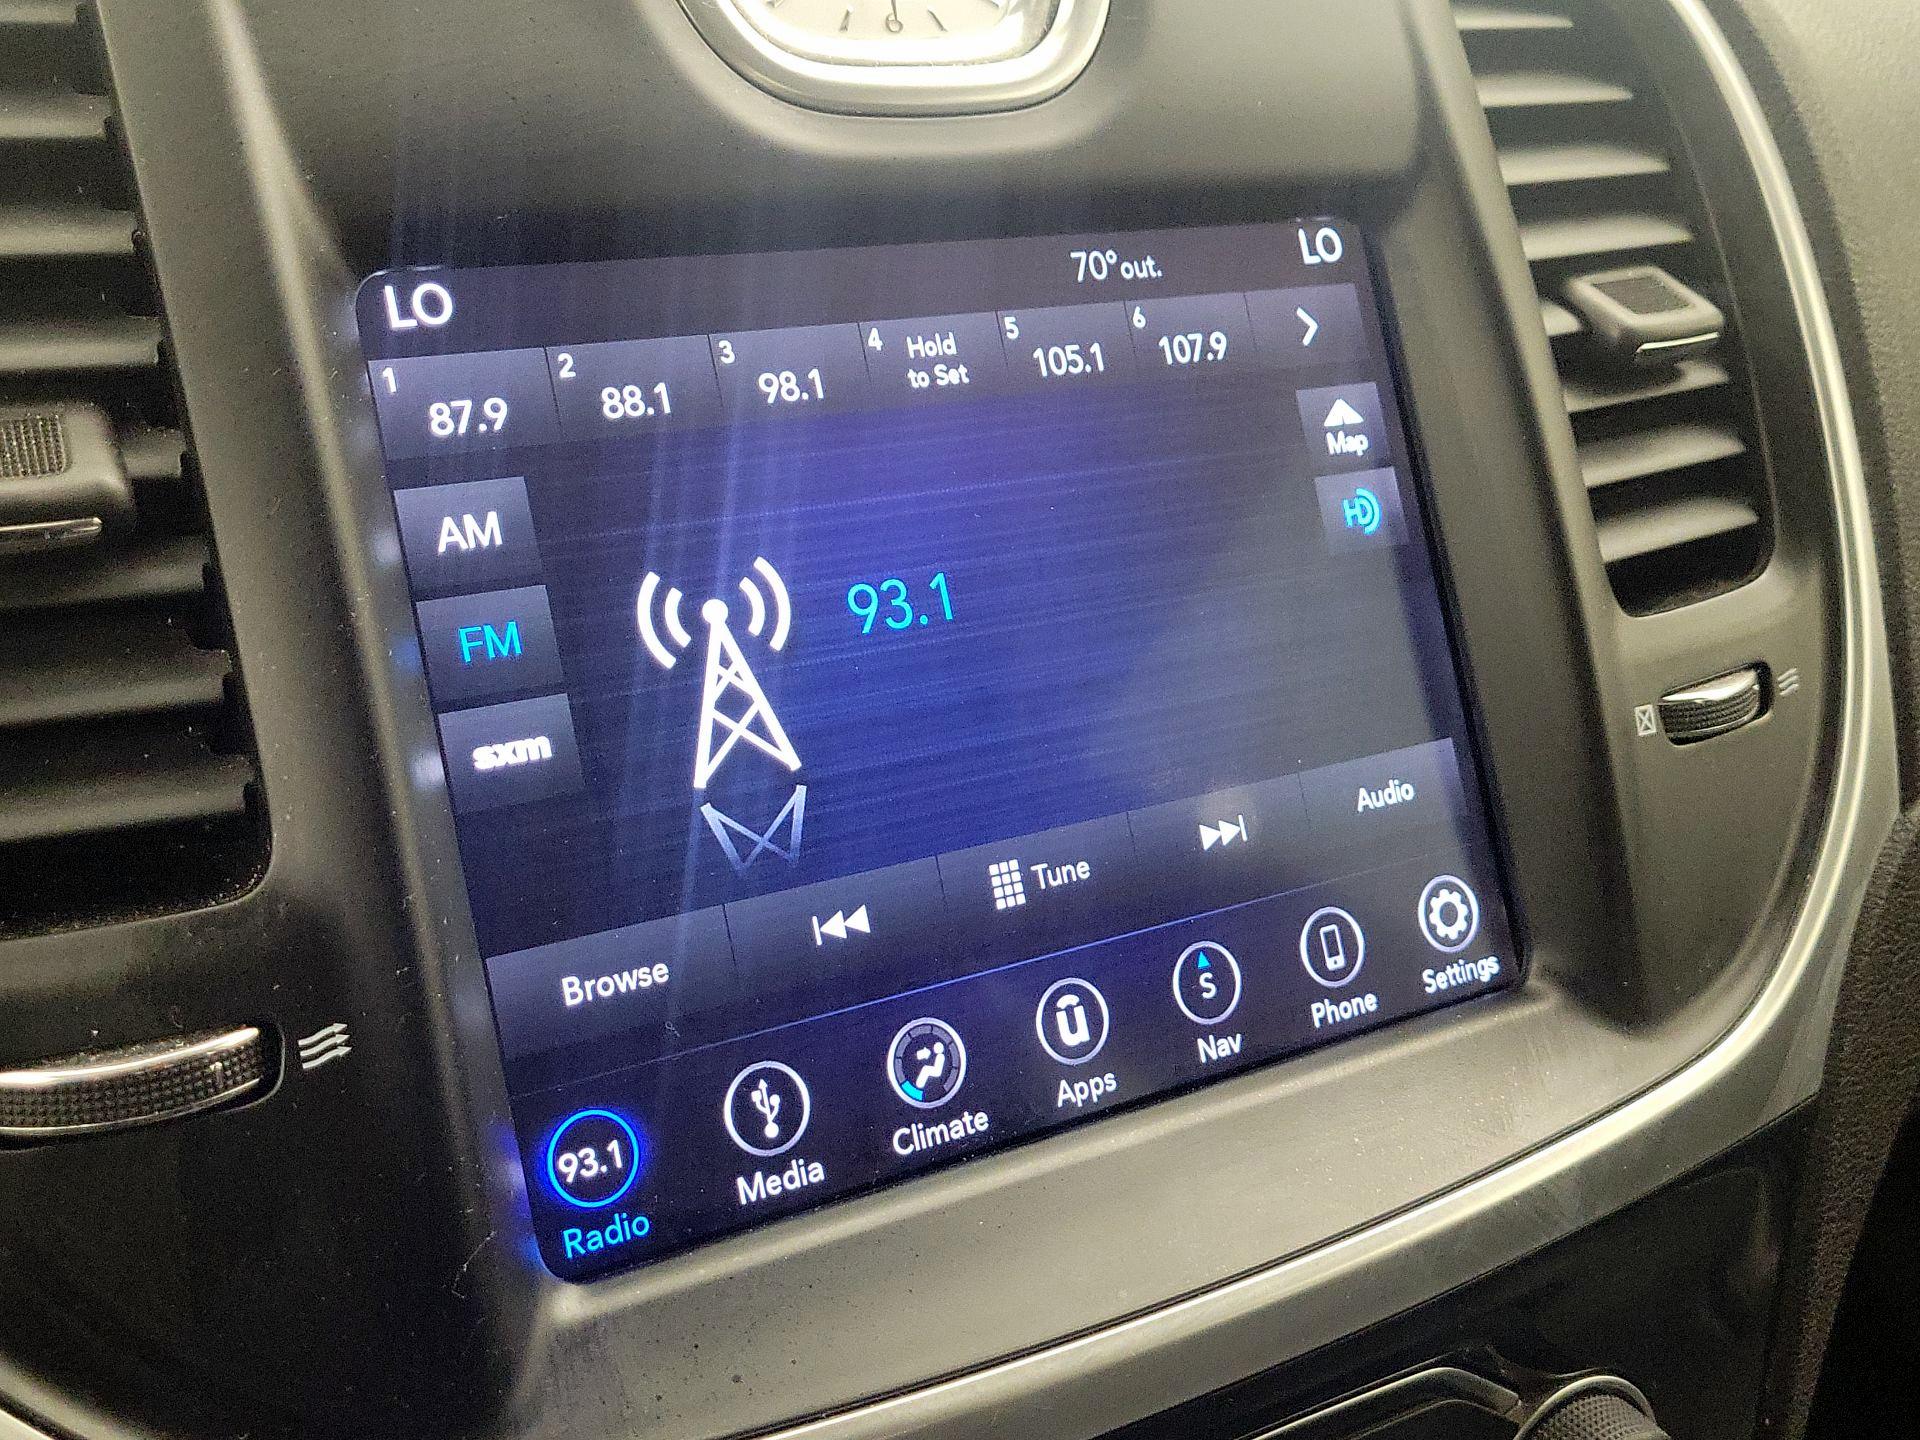 LO
70° out.
LO
1 87.9
2 88.1
3 98.1
4 Hold
to Set
5 105.1
6 107.9
Map
HD
AM
FM
sxm
93.1
Browse
Tune
Audio
93.1
Radio
Media
Climate
ū
Apps
S
Nav
Phone
Settings